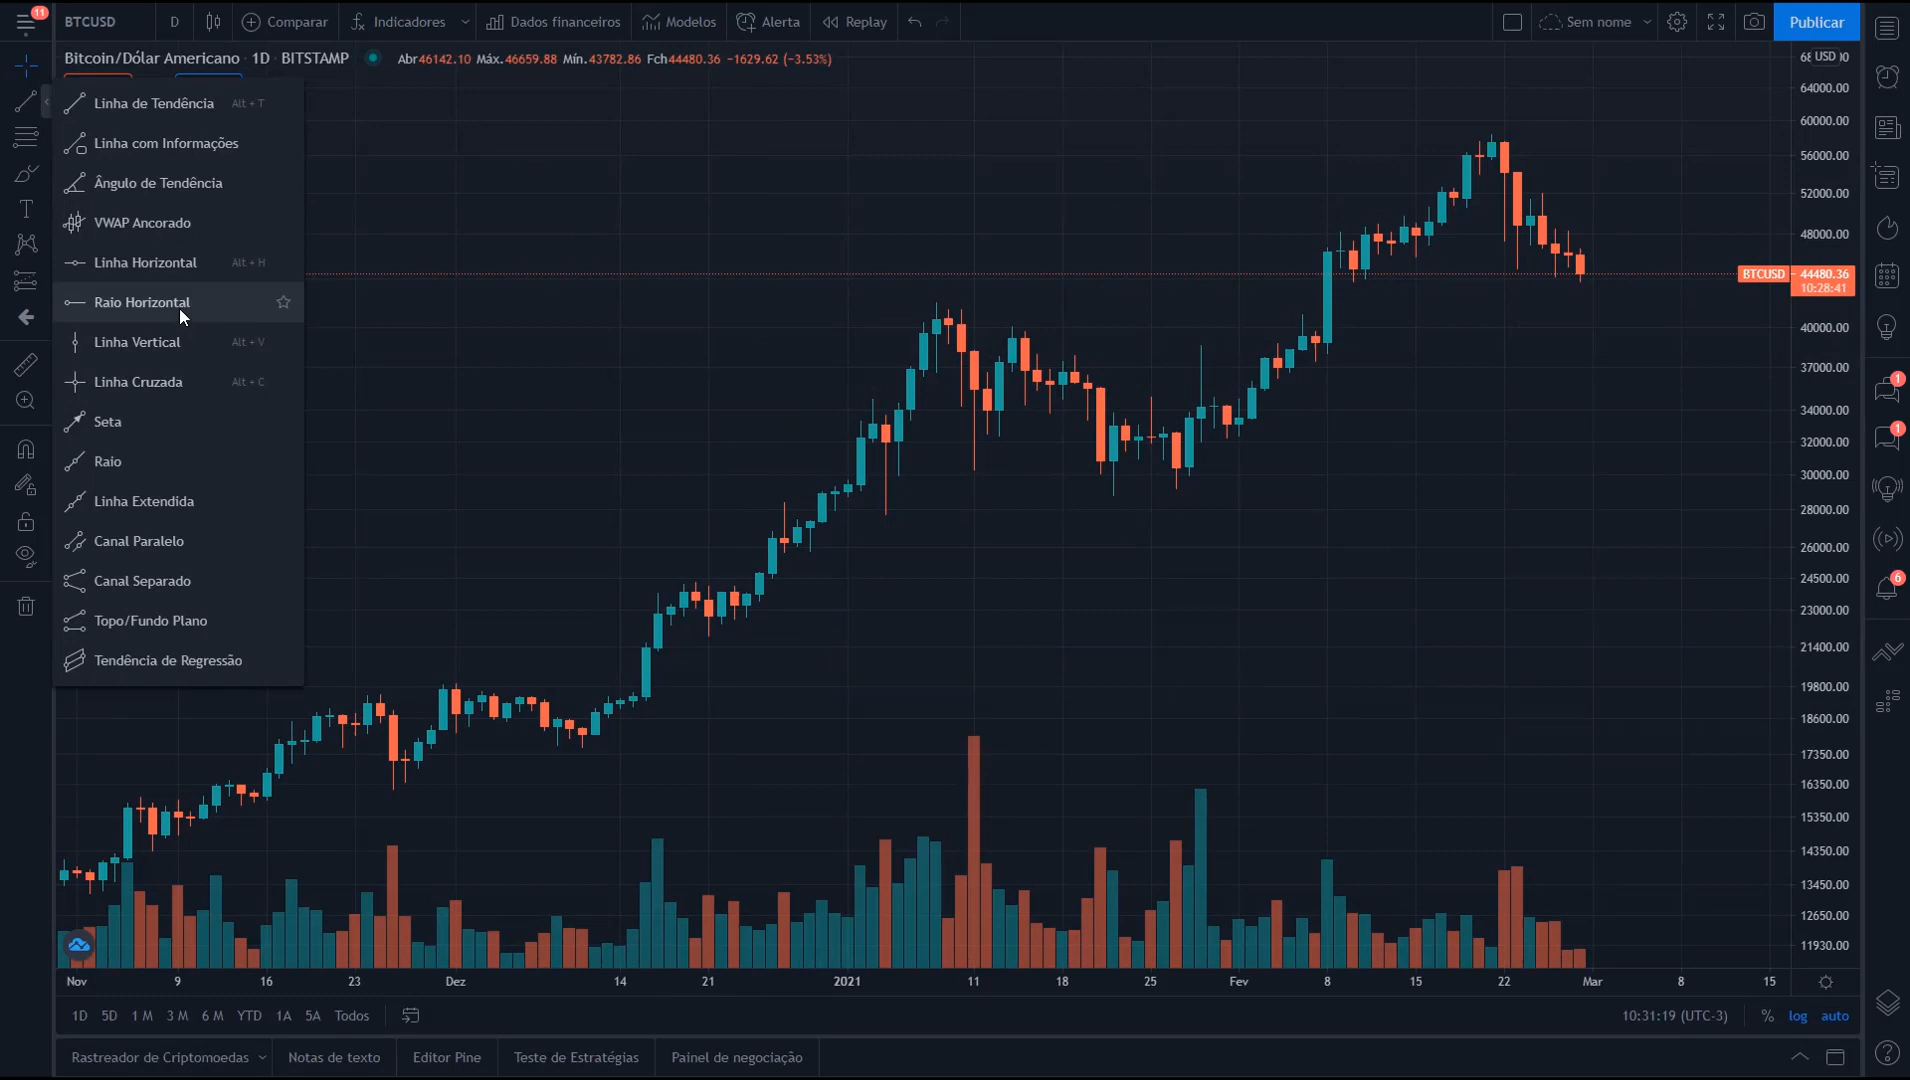 11
BTCUSD D Comparar Indicadores Dados financeiros Modelos Alerta Replay Sem nome Publicar
Bitcoin/Dólar Americano · 1D · BITSTAMP Abr46142.10 Máx.46659.88 Mín.43782.86 Fch44480.36 −1629.62 (−3.53%)
USD
Linha de Tendência Alt + T
Linha com Informações
Ângulo de Tendência
VWAP Ancorado
Linha Horizontal Alt + H
Raio Horizontal
Linha Vertical Alt + V
Linha Cruzada Alt + C
Seta
Raio
Linha Extendida
Canal Paralelo
Canal Separado
Topo/Fundo Plano
Tendência de Regressão
64000.00
60000.00
56000.00
52000.00
48000.00
BTCUSD 44480.36
10:28:41
40000.00
37000.00
34000.00
32000.00
30000.00
28000.00
26000.00
24500.00
23000.00
21400.00
19800.00
18600.00
17350.00
16350.00
15350.00
14350.00
13450.00
12650.00
11930.00
1
1
6
Nov 9 16 23 Dez 14 21 2021 11 18 25 Fev 8 15 22 Mar 8 15
1D 5D 1 M 3 M 6 M YTD 1A 5A Todos 10:31:19 (UTC-3) % log auto
Rastreador de Criptomoedas Notas de texto Editor Pine Teste de Estratégias Painel de negociação